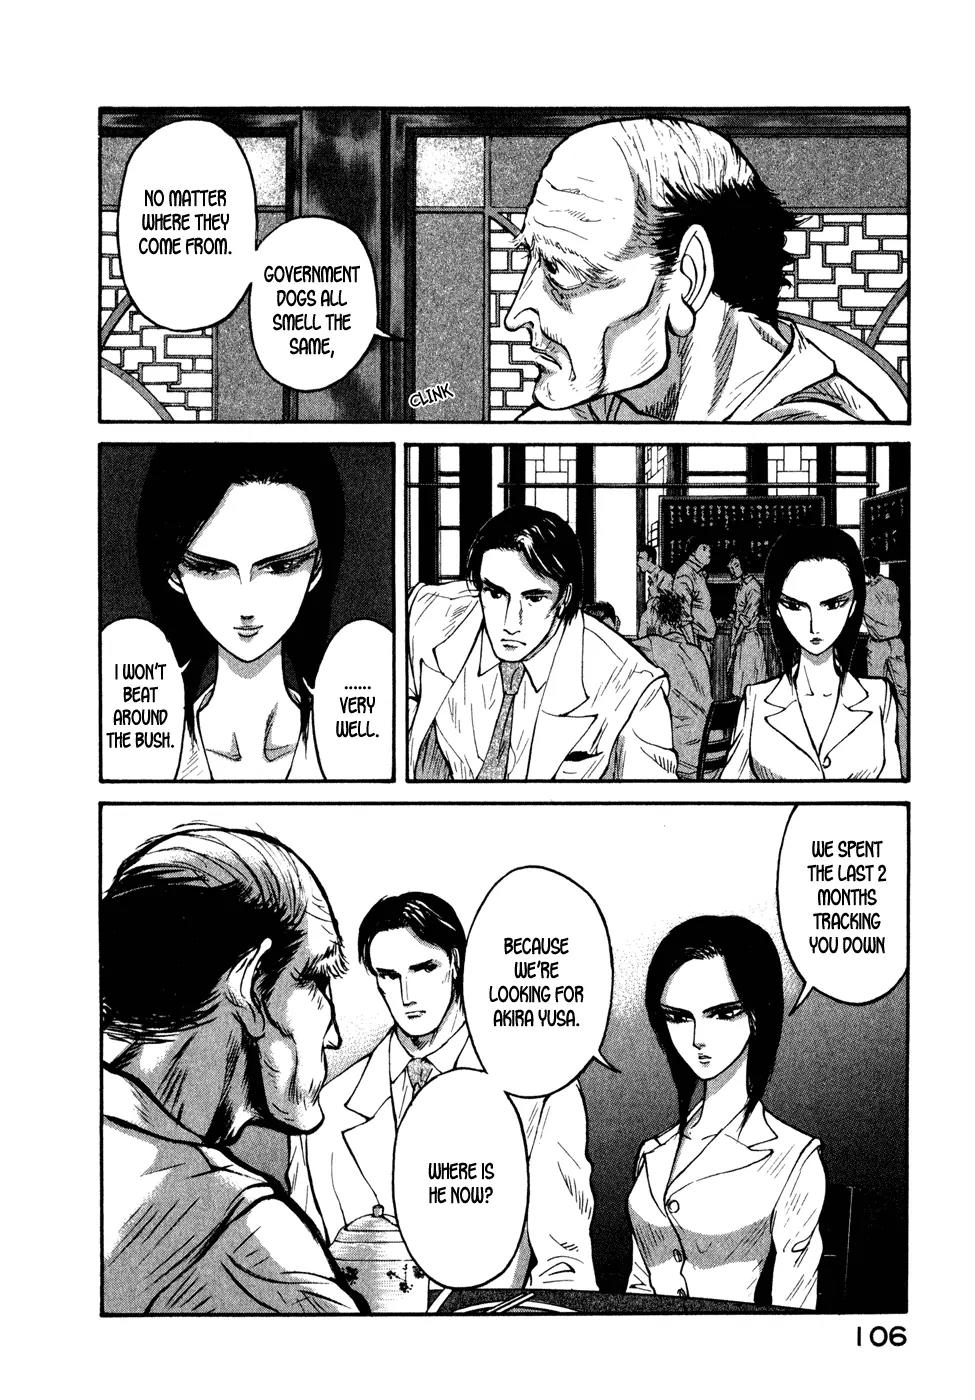 GOVERNMENT
DOGS ALL
SMELL THE
SAME,
NO MATTER
WHERE THEY
COME FROM.
CLINK
......
VERY
WELL.
I WON'T
BEAT
AROUND
THE BUSH.
WE SPENT
THE LAST 2
MONTHS
TRACKING
YOU DOWN
BECAUSE
WE'RE
LOOKING FOR
AKIRA YUSA.
WHERE IS
HE NOW?
106